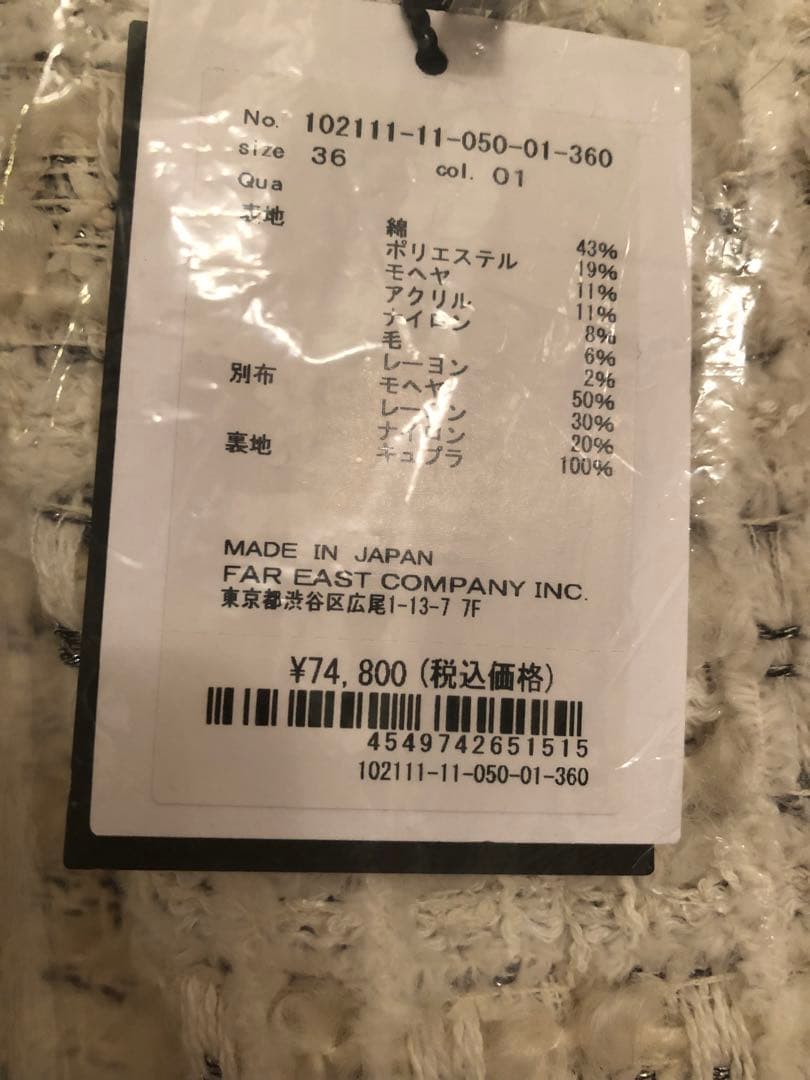 No. 102111-11-050-01-360
size 36 col. 01
Qua
表地 綿 43%
ポリエステル 19%
モヘヤ 11%
アクリル 11%
ナイロン 8%
毛 6%
レーヨン 2%
別布 モヘヤ 50%
レーヨン 30%
ナイロン 20%
裏地 キュプラ 100%
MADE IN JAPAN
FAR EAST COMPANY INC.
東京都渋谷区広尾1-13-7 7F
¥74,800(税込価格)
4549742651515
102111-11-050-01-360